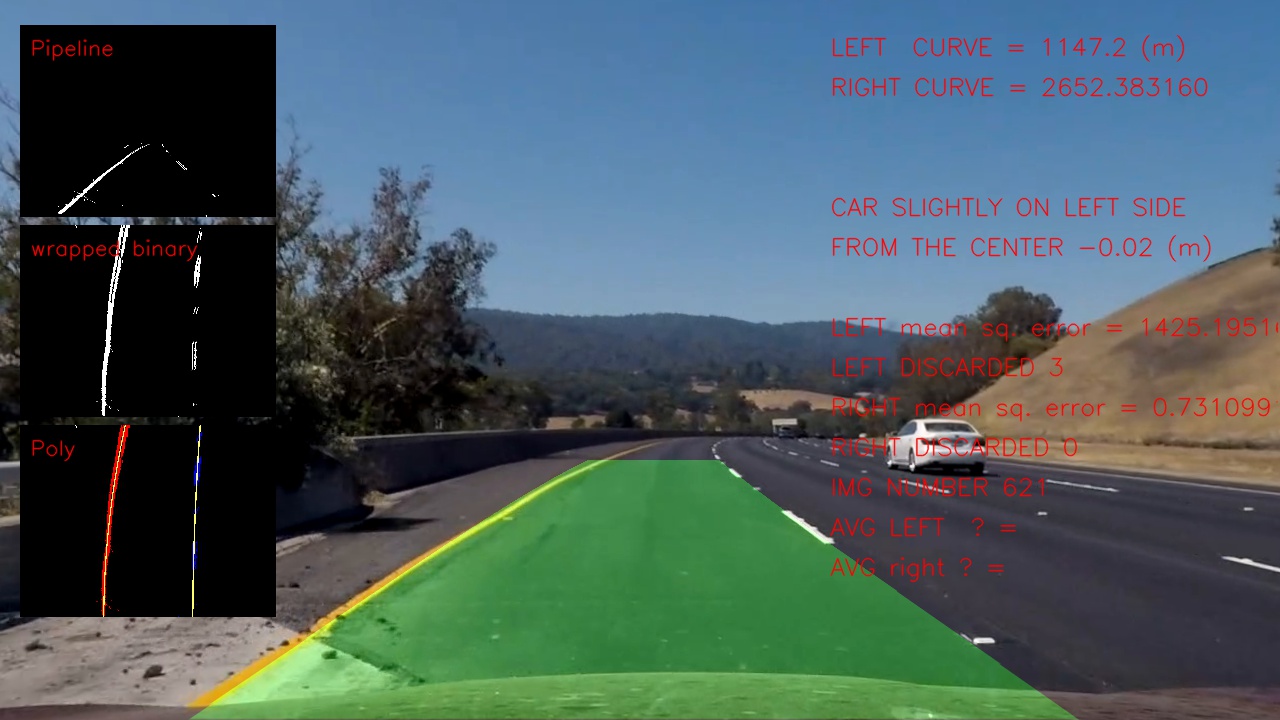 Pipeline
wrapped binary
Poly
LEFT CURVE = 1147.2 (m)
RIGHT CURVE = 2652.383160
CAR SLIGHTLY ON LEFT SIDE
FROM THE CENTER -0.02 (m)
LEFT mean sq. error = 1425.1951
LEFT DISCARDED 3
RIGHT mean sq. error = 0.731099
RIGHT DISCARDED 0
IMG NUMBER 621
AVG LEFT ? =
AVG right ? =